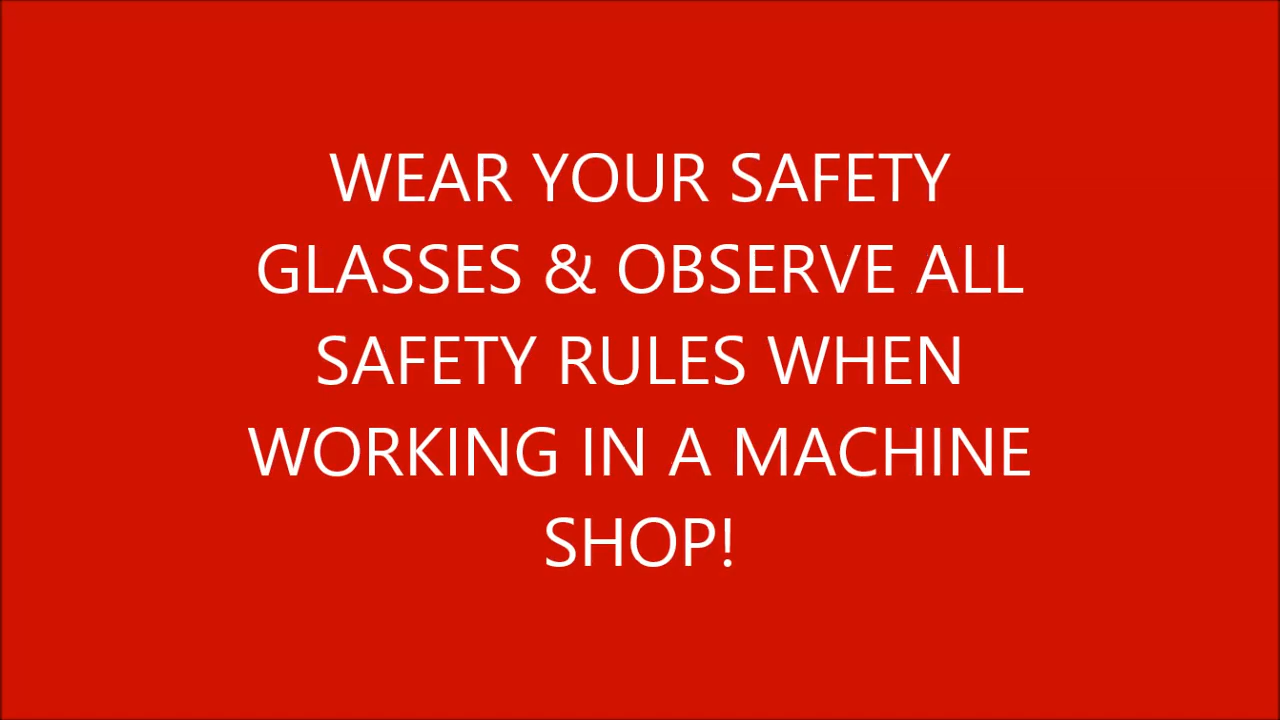 WEAR YOUR SAFETY
GLASSES & OBSERVE ALL
SAFETY RULES WHEN
WORKING IN A MACHINE
SHOP!